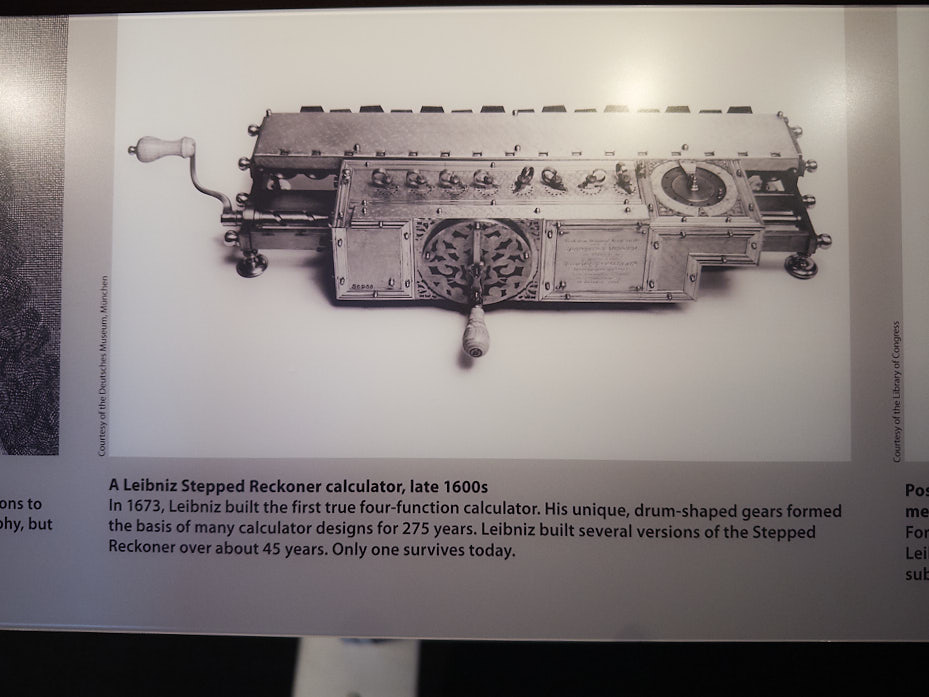 ons to
phy, but
Courtesy of the Deutsches Museum, München
A Leibniz Stepped Reckoner calculator, late 1600s
In 1673, Leibniz built the first true four-function calculator. His unique, drum-shaped gears formed
the basis of many calculator designs for 275 years. Leibniz built several versions of the Stepped
Reckoner over about 45 years. Only one survives today.
Courtesy of the Library of Congress
Pos
me
For
Lei
sub